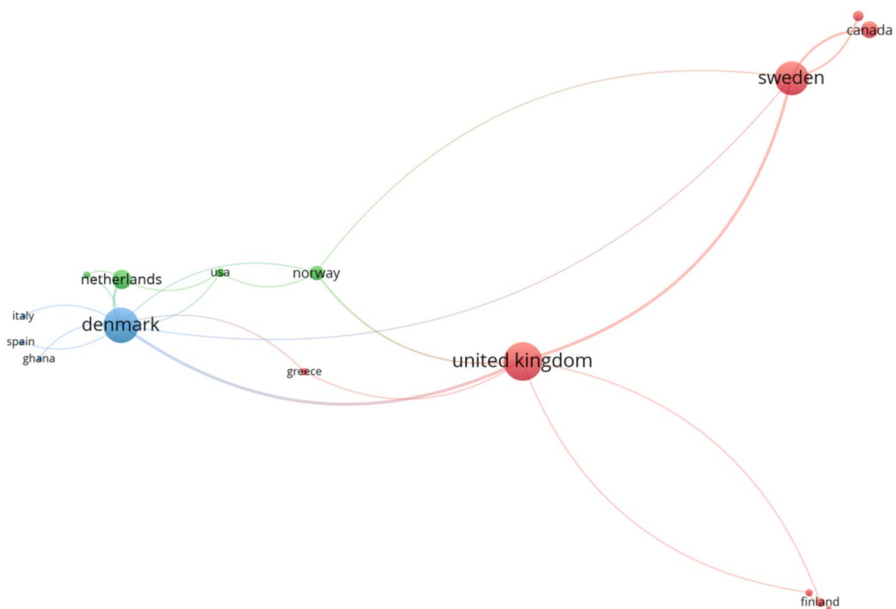 canada
sweden
usa
norway
netherlands
italy
denmark
spain
ghana
united kingdom
greece
finland